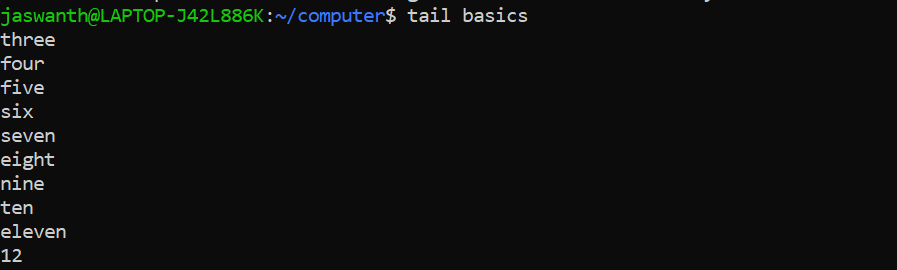 jaswanth@LAPTOP-J42L886K:~/computer$ tail basics
three
four
five
six
seven
eight
nine
ten
eleven
12